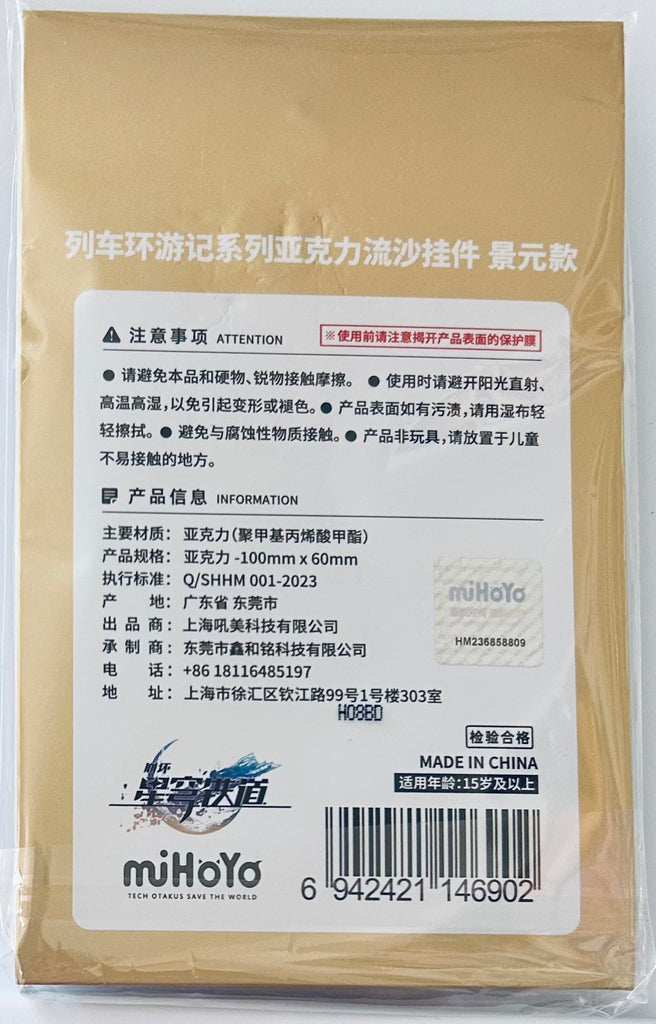 列车环游记系列亚克力流沙挂件 景元款
注意事项 ATTENTION
※使用前请注意揭开产品表面的保护膜
● 请避免本品和硬物、锐物接触摩擦。 ● 使用时请避开阳光直射、
高温高湿,以免引起变形或褪色。● 产品表面如有污渍,请用湿布轻
轻擦拭。● 避免与腐蚀性物质接触。● 产品非玩具,请放置于儿童
不易接触的地方。
产品信息 INFORMATION
主要材质: 亚克力(聚甲基丙烯酸甲酯)
产品规格: 亚克力 -100mm x 60mm
执行标准: Q/SHHM 001-2023
产 地: 广东省 东莞市
出品商: 上海吼美科技有限公司
承制商: 东莞市鑫和铭科技有限公司
电 话: +86 18116485197
地 址: 上海市徐汇区钦江路99号1号楼303室
H08BD
miHoYo
HM236858809
检验合格
MADE IN CHINA
适用年龄:15岁及以上
崩坏
星穹铁道
miHoYo
TECH OTAKUS SAVE THE WORLD
6 942421 146902